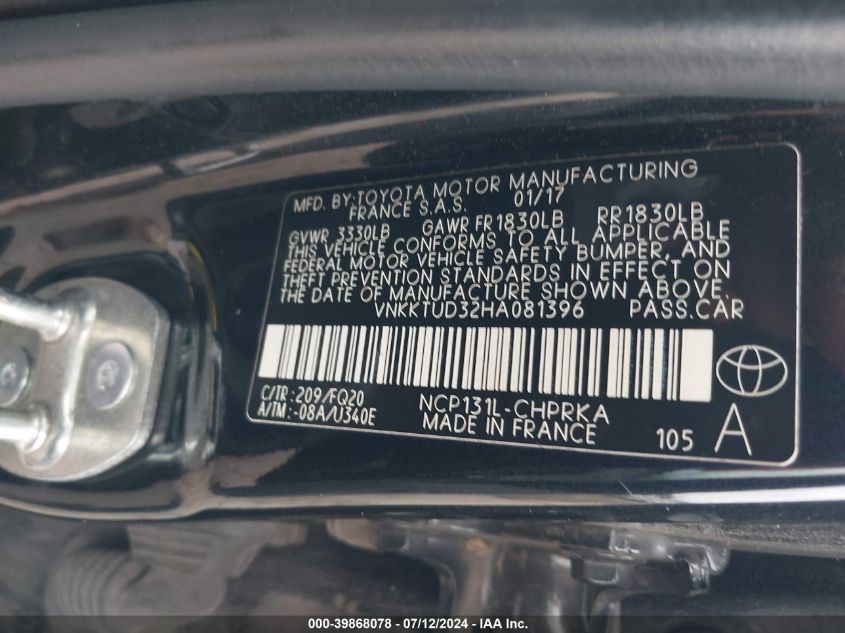 MFD. BY:TOYOTA MOTOR MANUFACTURING
FRANCE S.A.S. 01/17
GVWR 3330LB GAWR FR1830LB RR1830LB
THIS VEHICLE CONFORMS TO ALL APPLICABLE
FEDERAL MOTOR VEHICLE SAFETY BUMPER, AND
THEFT PREVENTION STANDARDS IN EFFECT ON
THE DATE OF MANUFACTURE SHOWN ABOVE.
VNKKTUD32HA081396 PASS.CAR
C/TR:209/FQ20 NCP131L-CHPRKA
A/TM:-08A/U340E MADE IN FRANCE 105 A
000-39868078 / 07/12/2024 - Copyright © 2024 IAA, Inc.